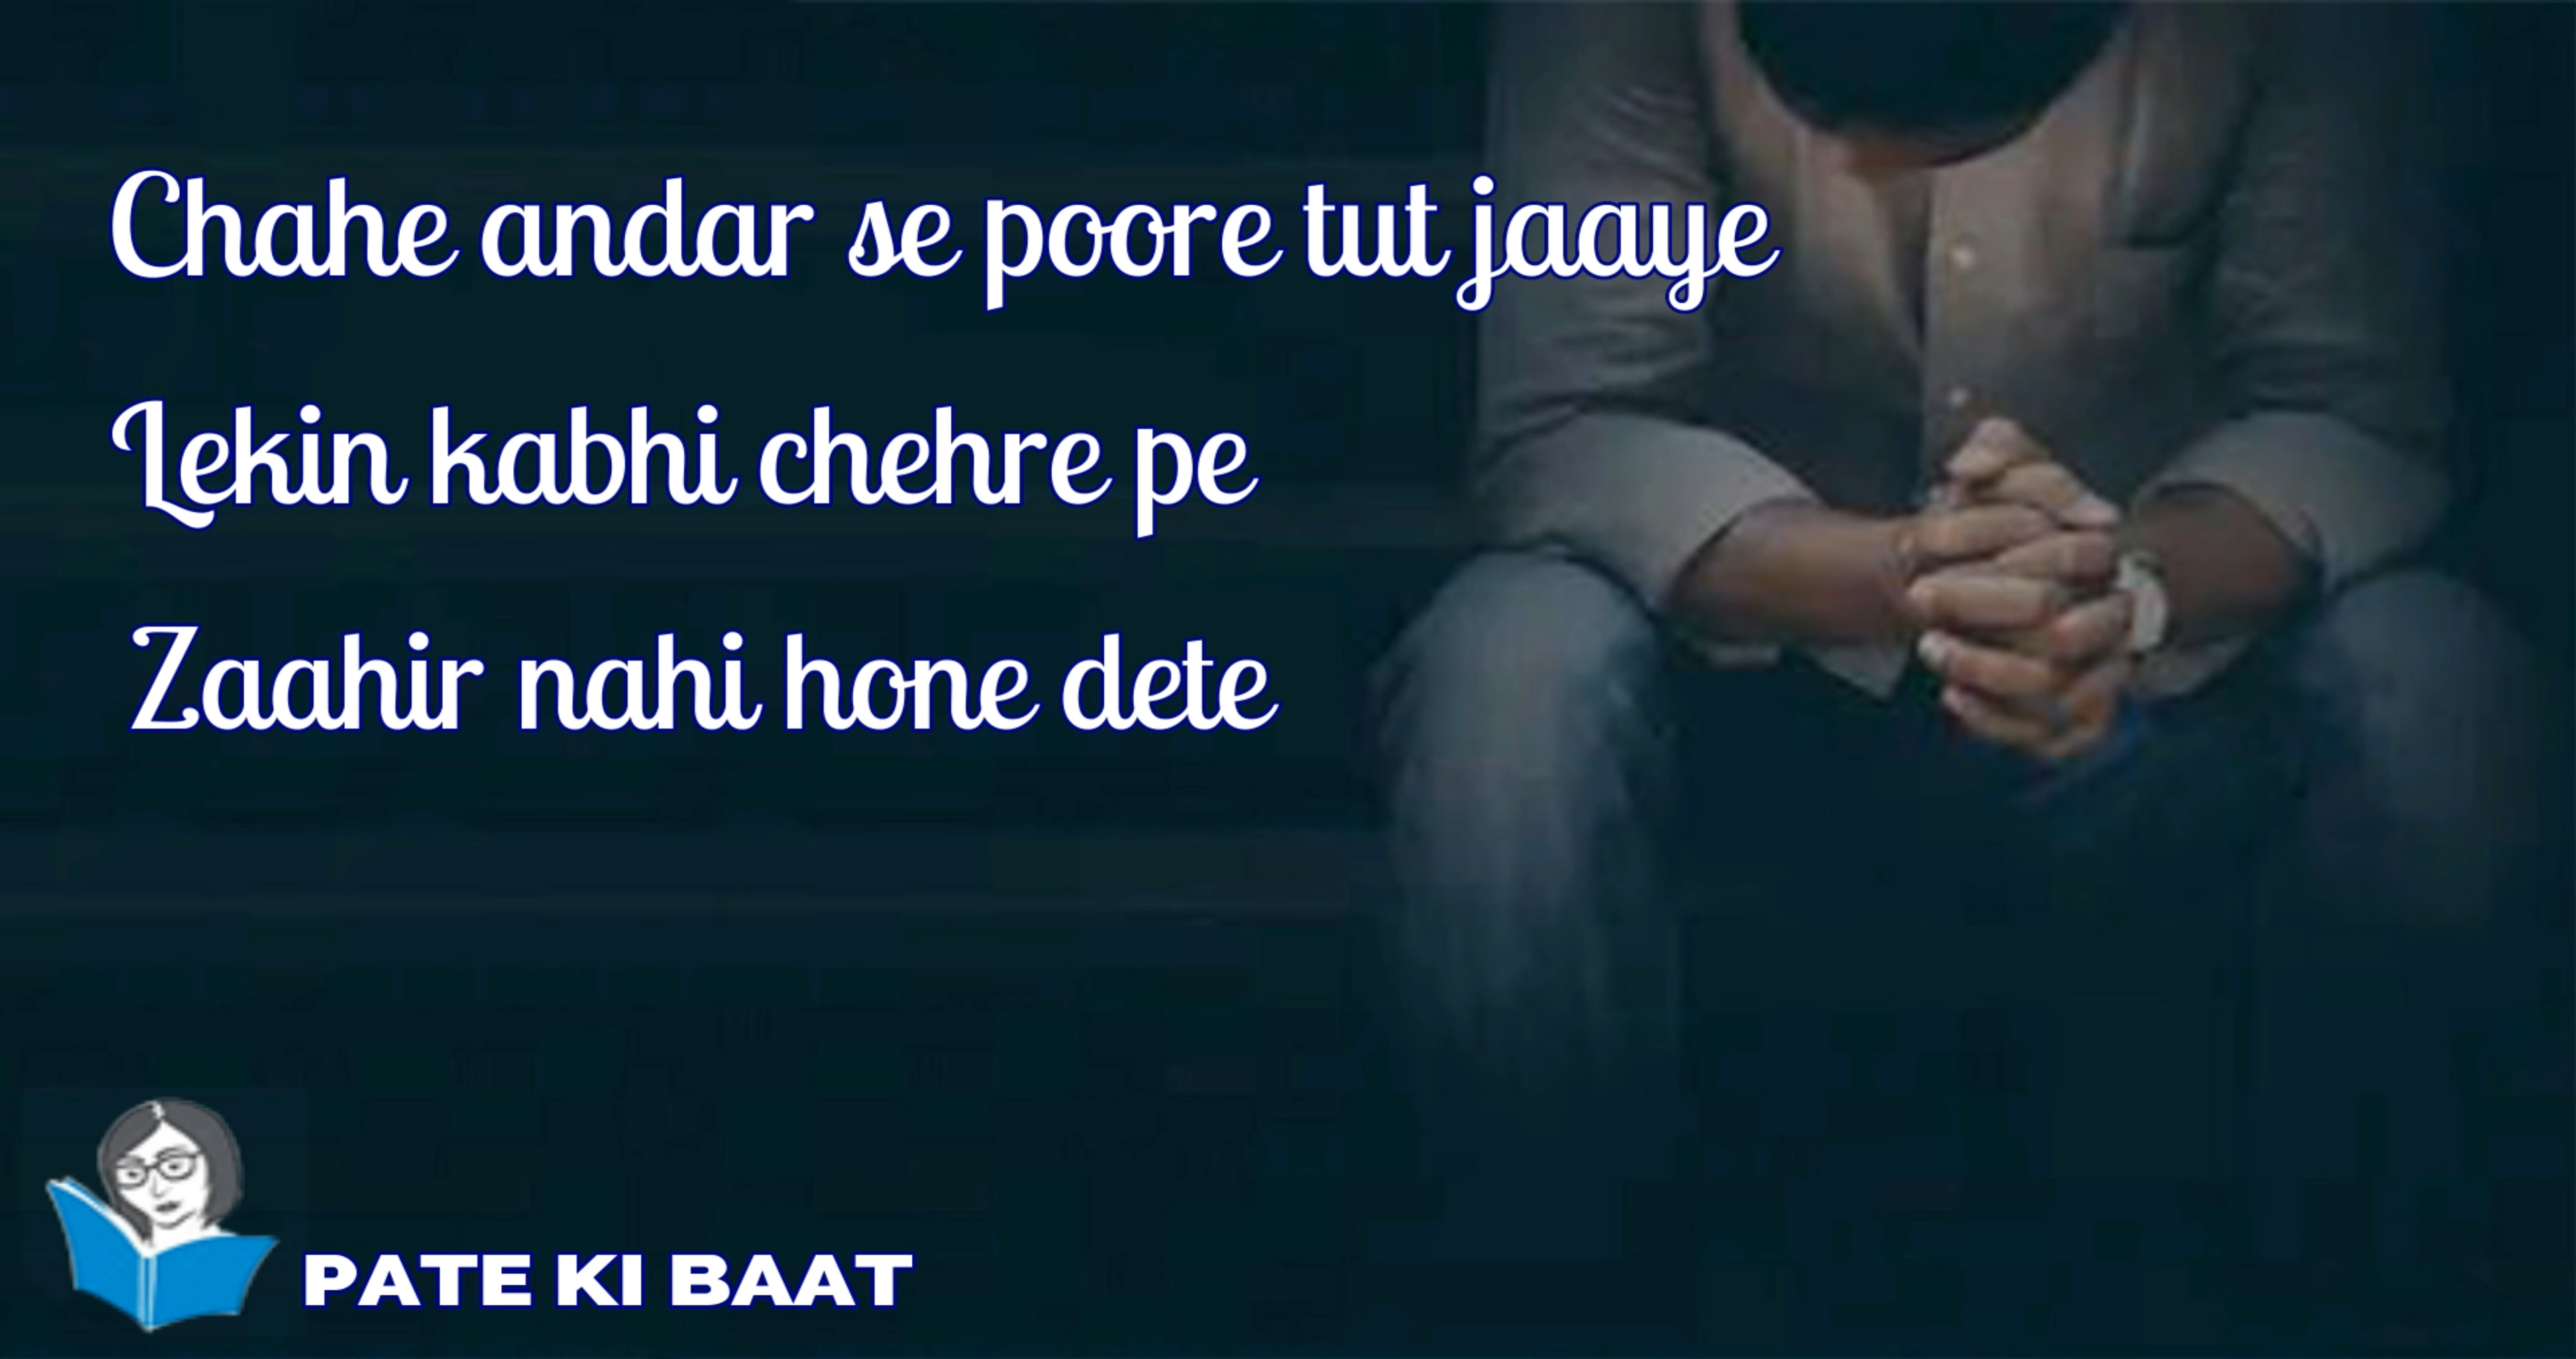 Chahe andar se poore tut jaaye
Lekin kabhi chehre pe
Zaahir nahi hone dete
PATE KI BAAT